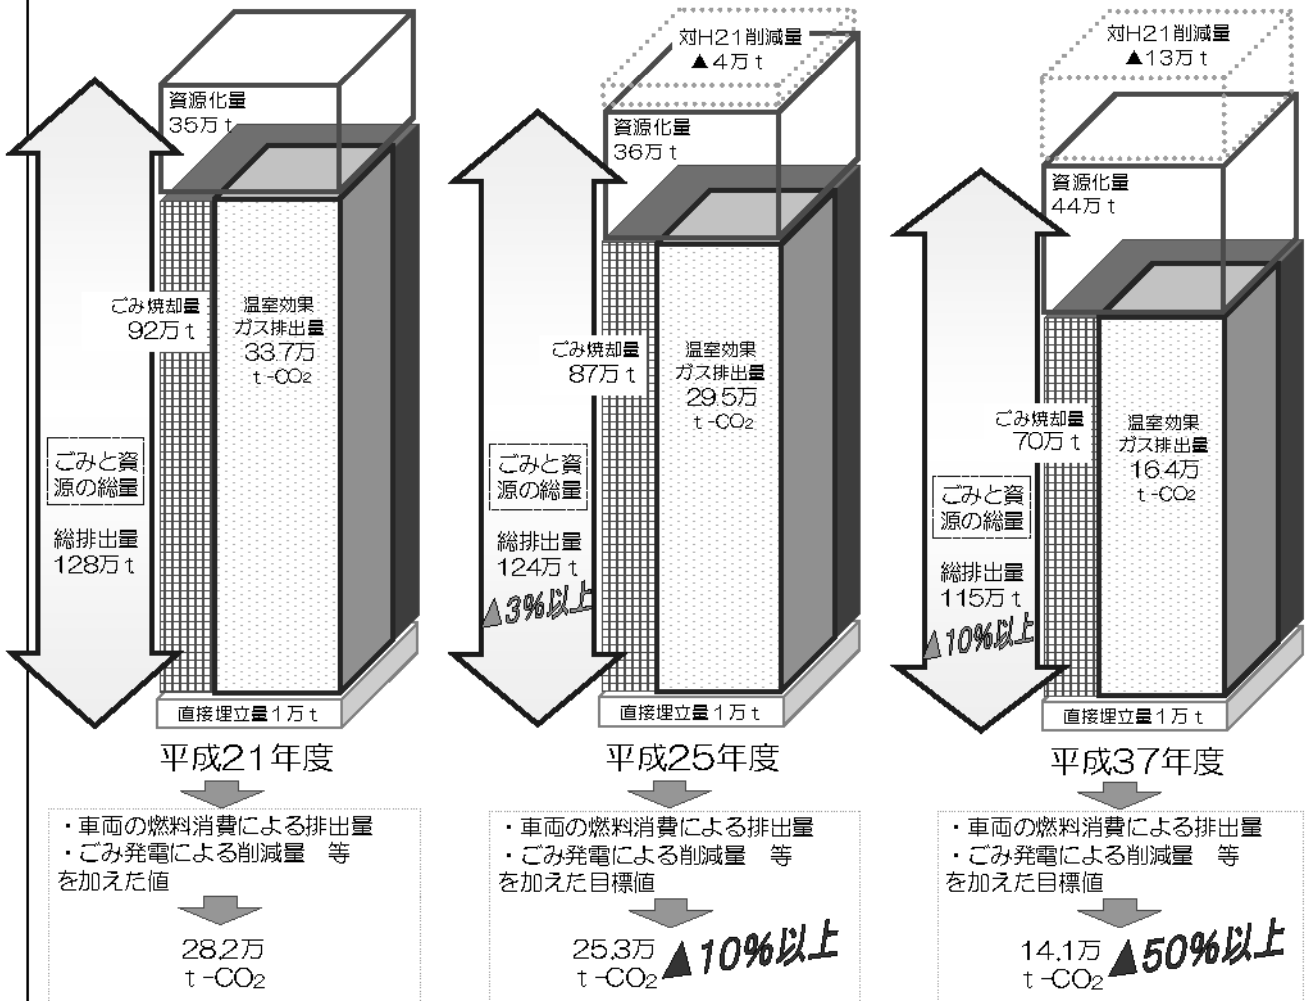 資源化量
35万t
ごみ焼却量
92万t
温室効果
ガス排出量
33.7万
t-CO₂
ごみと資
源の総量
総排出量
128万t
直接埋立量1万t
平成21年度
・車両の燃料消費による排出量
・ごみ発電による削減量　等
を加えた値
28.2万
t-CO₂
対H21削減量
▲4万t
資源化量
36万t
ごみ焼却量
87万t
温室効果
ガス排出量
29.5万
t-CO₂
ごみと資
源の総量
総排出量
124万t
▲3%以上
直接埋立量1万t
平成25年度
・車両の燃料消費による排出量
・ごみ発電による削減量　等
を加えた目標値
25.3万
t-CO₂
▲10%以上
対H21削減量
▲13万t
資源化量
44万t
ごみ焼却量
70万t
温室効果
ガス排出量
16.4万
t-CO₂
ごみと資
源の総量
総排出量
115万t
▲10%以上
直接埋立量1万t
平成37年度
・車両の燃料消費による排出量
・ごみ発電による削減量　等
を加えた目標値
14.1万
t-CO₂
▲50%以上